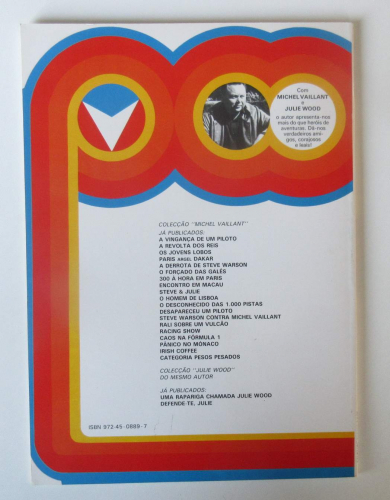 Com
MICHEL VAILLANT
e
JULIE WOOD
o autor apresenta-nos
mais do que heróis de
aventuras. Dá-nos
verdadeiros ami-
gos, corajosos
e leais!
COLECÇÃO "MICHEL VAILLANT"
JÁ PUBLICADOS:
A VINGANÇA DE UM PILOTO
A REVOLTA DOS REIS
OS JOVENS LOBOS
PARIS ARGEL DAKAR
A DERROTA DE STEVE WARSON
O FORÇADO DAS GALÉS
300 À HORA EM PARIS
ENCONTRO EM MACAU
STEVE & JULIE
O HOMEM DE LISBOA
O DESCONHECIDO DAS 1.000 PISTAS
DESAPARECEU UM PILOTO
STEVE WARSON CONTRA MICHEL VAILLANT
RALI SOBRE UM VULCÃO
RACING SHOW
CAOS NA FÓRMULA 1
PÂNICO NO MÓNACO
IRISH COFFEE
CATEGORIA PESOS PESADOS
COLECÇÃO "JULIE WOOD"
DO MESMO AUTOR
JÁ PUBLICADOS:
UMA RAPARIGA CHAMADA JULIE WOOD
DEFENDE-TE, JULIE
ISBN 972-45-0889-7